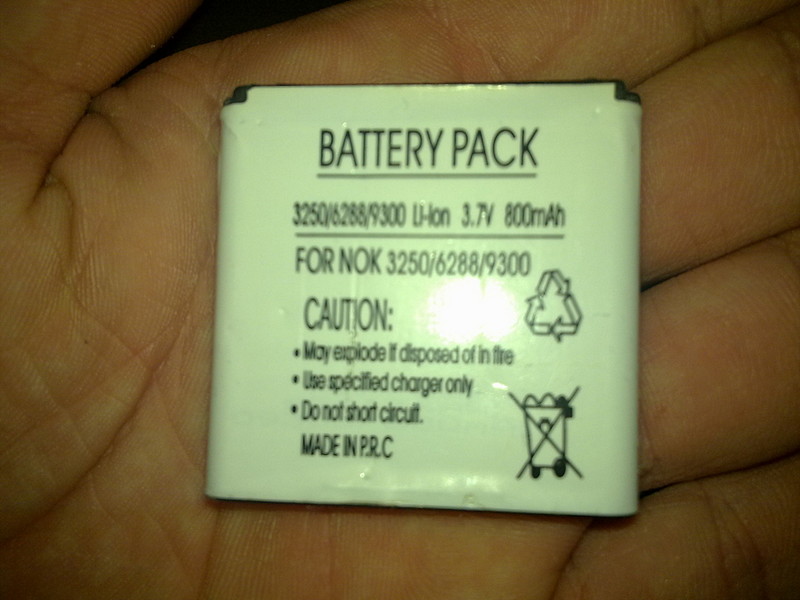 BATTERY PACK
3250/6288/9300 Li-Ion 3.7V 800mAh
FOR NOK 3250/6288/9300
CAUTION:
• May explode if disposed of in fire
• Use specified charger only
• Do not short circuit.
MADE IN P.R.C